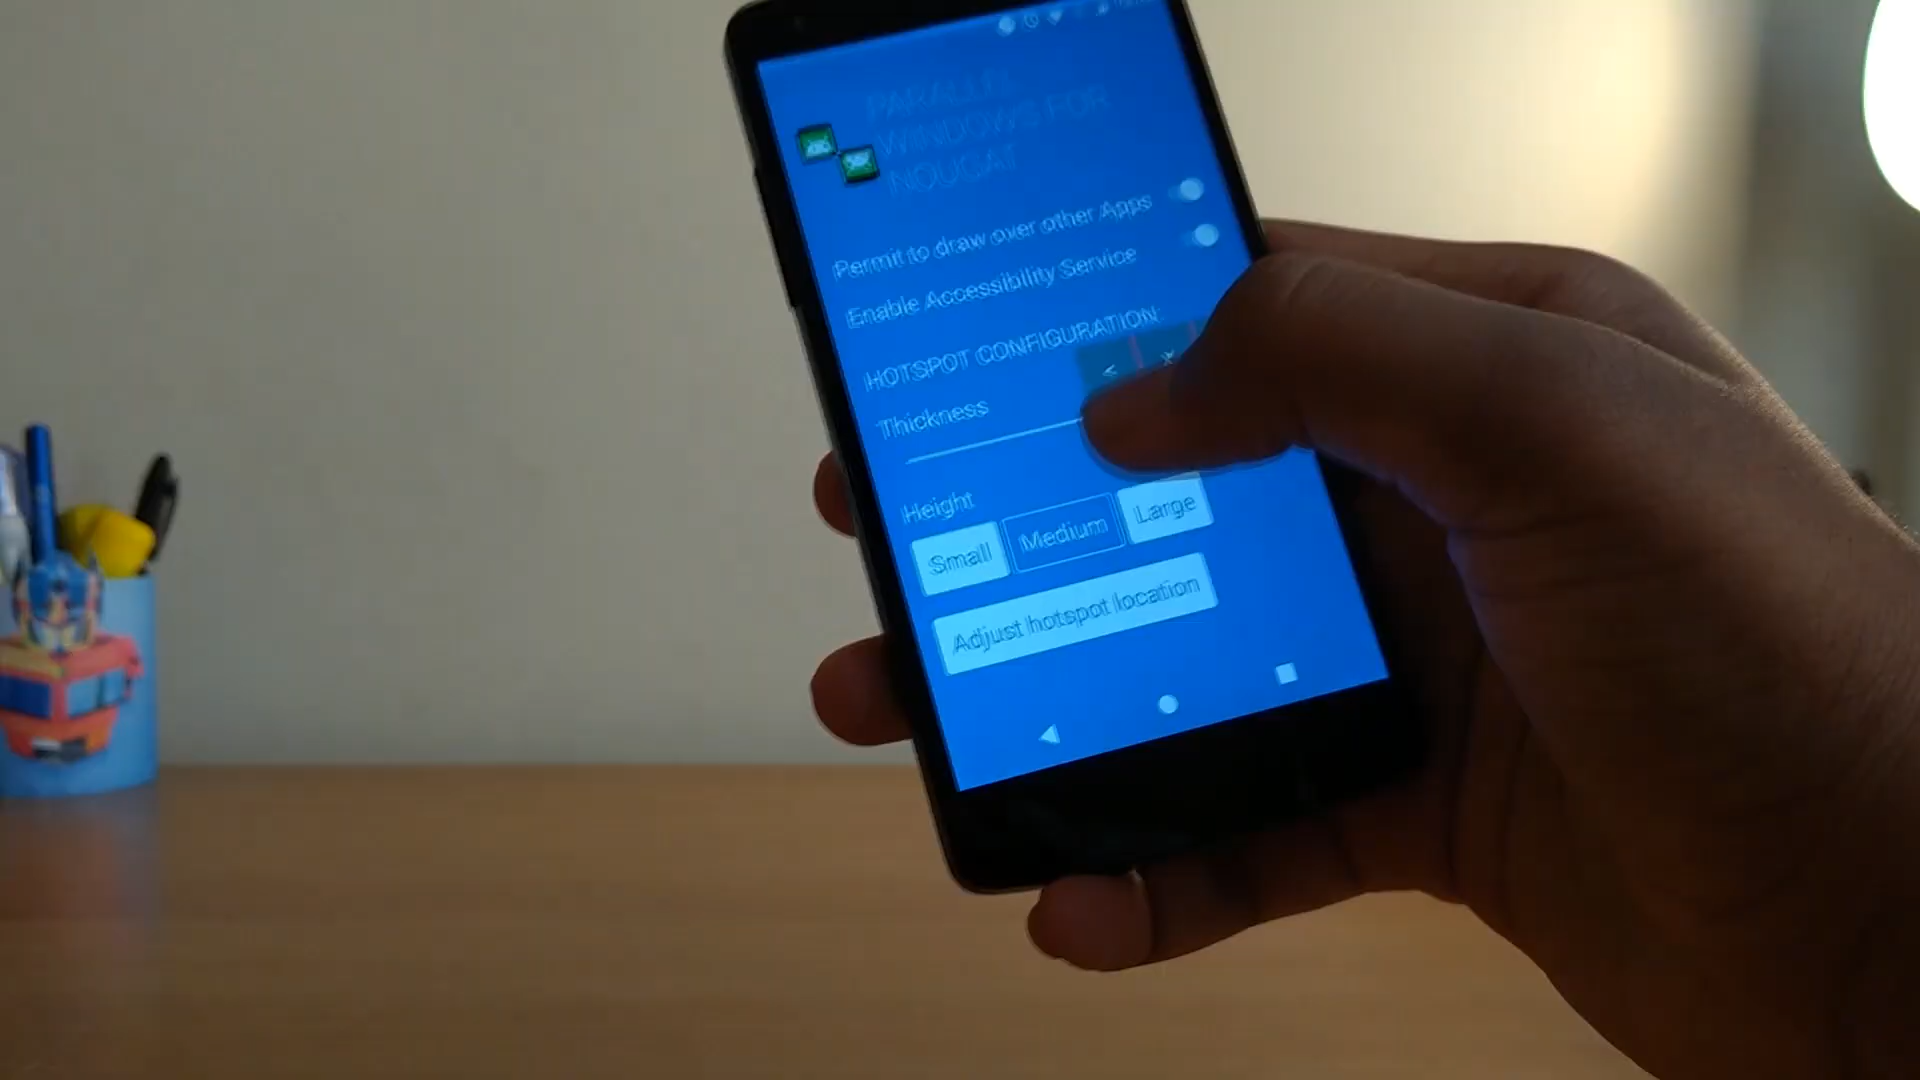 PARALLEL
WINDOWS FOR
NOUGAT
Permit to draw over other Apps
Enable Accessibility Service
HOTSPOT CONFIGURATION:
Thickness
Height
Small Medium Large
Adjust hotspot location